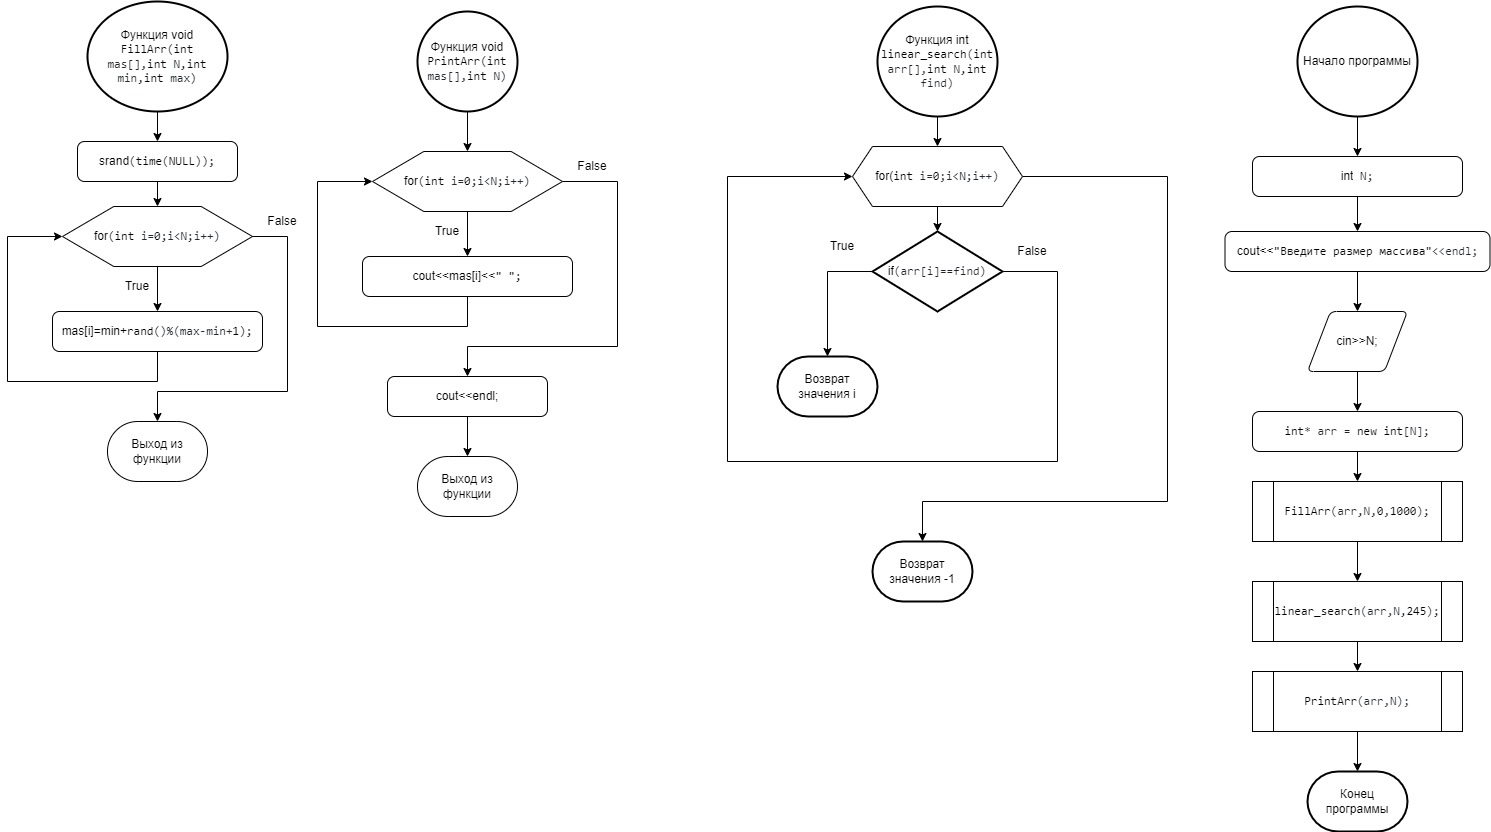 Функция void
FillArr(int
mas[],int N,int
min,int max)
srand(time(NULL));
for(int i=0;i<N;i++)
False
True
mas[i]=min+rand()%(max-min+1);
Выход из
функции
Функция void
PrintArr(int
mas[],int N)
for(int i=0;i<N;i++)
False
True
cout<<mas[i]<<" ";
cout<<endl;
Выход из
функции
Функция int
linear_search(int
arr[],int N,int
find)
for(int i=0;i<N;i++)
True
False
if(arr[i]==find)
Возврат
значения i
Возврат
значения -1
Начало программы
int N;
cout<<"Введите размер массива"<<endl;
cin>>N;
int* arr = new int[N];
FillArr(arr,N,0,1000);
linear_search(arr,N,245);
PrintArr(arr,N);
Конец
программы